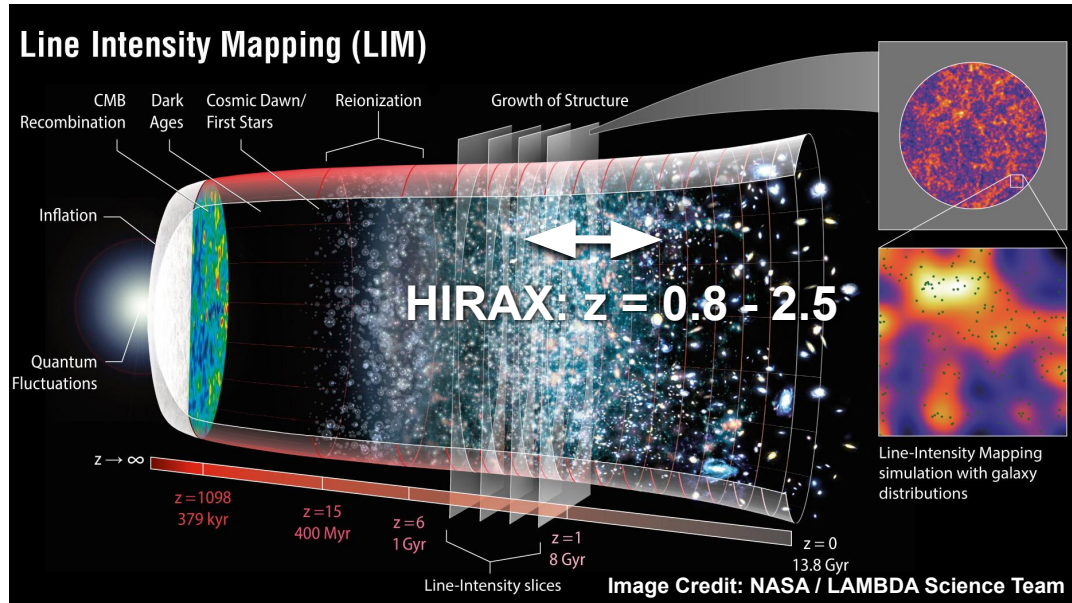 Line Intensity Mapping (LIM)
CMB
Recombination
Dark
Ages
Cosmic Dawn/
First Stars
Reionization
Growth of Structure
Inflation
HIRAX: z = 0.8 - 2.5
Quantum
Fluctuations
z → ∞
z = 1098
379 kyr
z = 15
400 Myr
z = 6
1 Gyr
z = 1
8 Gyr
z = 0
13.8 Gyr
Line-Intensity slices
Line-Intensity Mapping
simulation with galaxy
distributions
Image Credit: NASA / LAMBDA Science Team